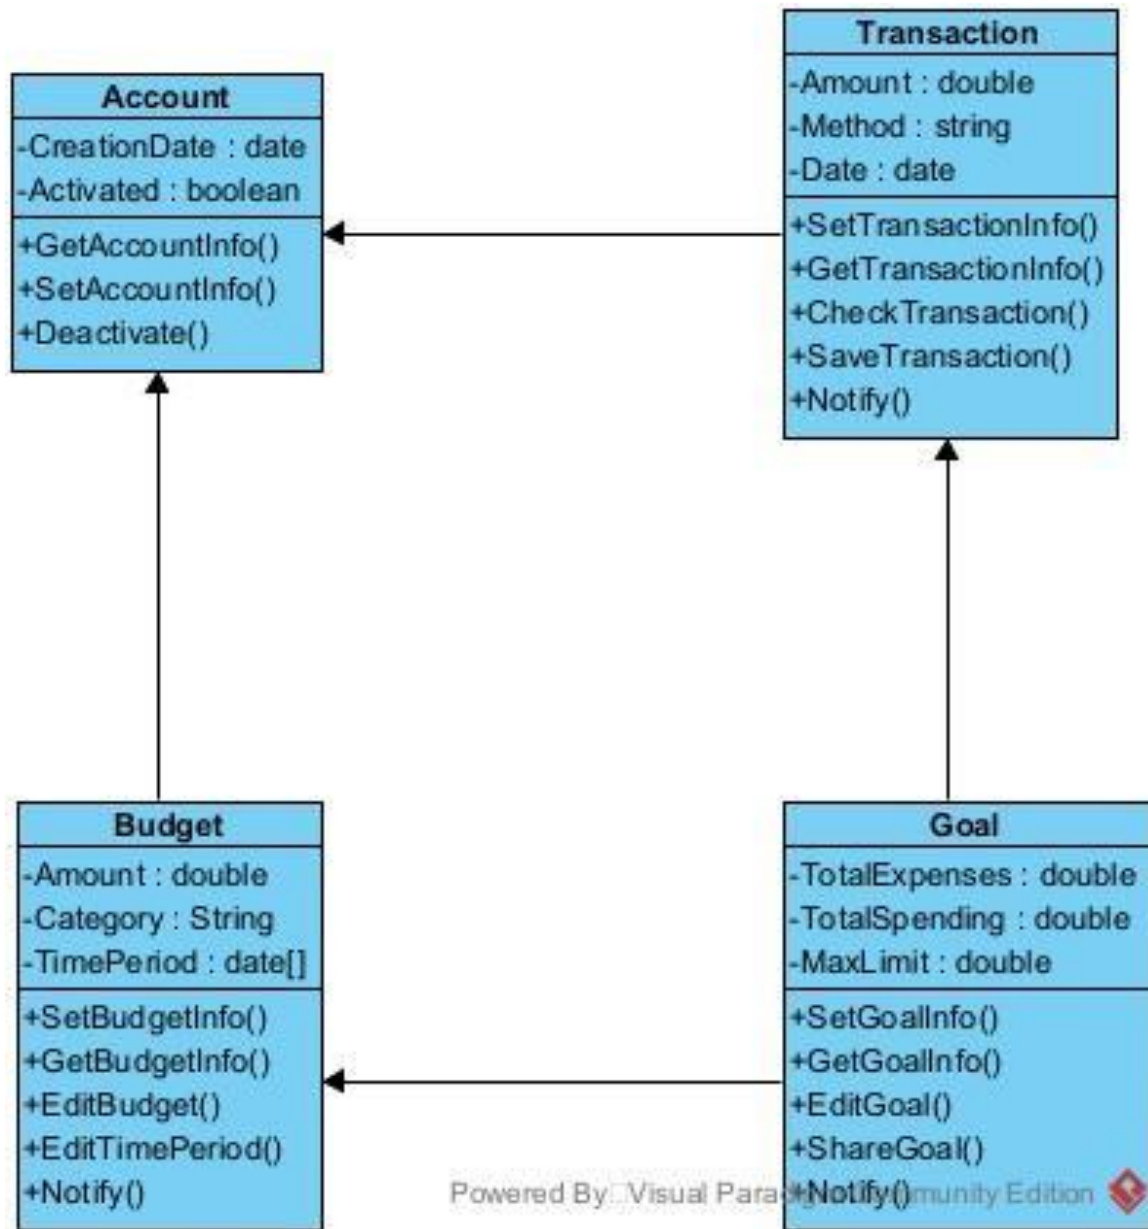 Account
-CreationDate : date
-Activated : boolean
+GetAccountInfo()
+SetAccountInfo()
+Deactivate()
Transaction
-Amount : double
-Method : string
-Date : date
+SetTransactionInfo()
+GetTransactionInfo()
+CheckTransaction()
+SaveTransaction()
+Notify()
Budget
-Amount : double
-Category : String
-TimePeriod : date[]
+SetBudgetInfo()
+GetBudgetInfo()
+EditBudget()
+EditTimePeriod()
+Notify()
Goal
-TotalExpenses : double
-TotalSpending : double
-MaxLimit : double
+SetGoalInfo()
+GetGoalInfo()
+EditGoal()
+ShareGoal()
+Notify()
Powered By Visual Paradigm Community Edition